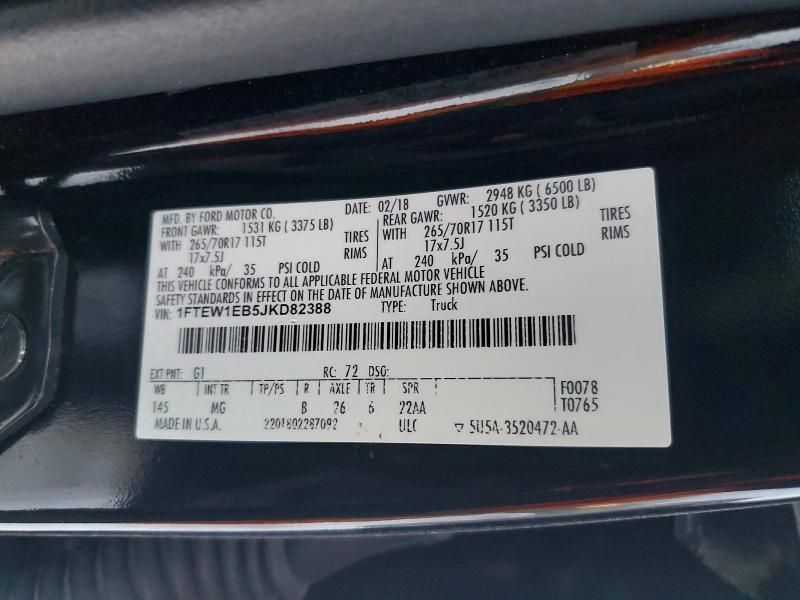 MFD. BY FORD MOTOR CO. DATE: 02/18 GVWR: 2948 KG ( 6500 LB)
FRONT GAWR: 1531 KG ( 3375 LB) REAR GAWR: 1520 KG ( 3350 LB)
WITH 265/70R17 115T TIRES WITH 265/70R17 115T TIRES
17x7.5J RIMS 17x7.5J RIMS
AT 240 kPa/ 35 PSI COLD AT 240 kPa/ 35 PSI COLD
THIS VEHICLE CONFORMS TO ALL APPLICABLE FEDERAL MOTOR VEHICLE
SAFETY STANDARDS IN EFFECT ON THE DATE OF MANUFACTURE SHOWN ABOVE.
VIN: 1FTEW1EB5JKD82388 TYPE: Truck
EXT PNT: G1 RC: 72 DSO: F0078
WB INT TR TP/PS R AXLE TR SPR T0765
145 MG B 26 6 22AA
MADE IN U.S.A. 2201802287092 ULC ▽ 5U5A-3520472-AA